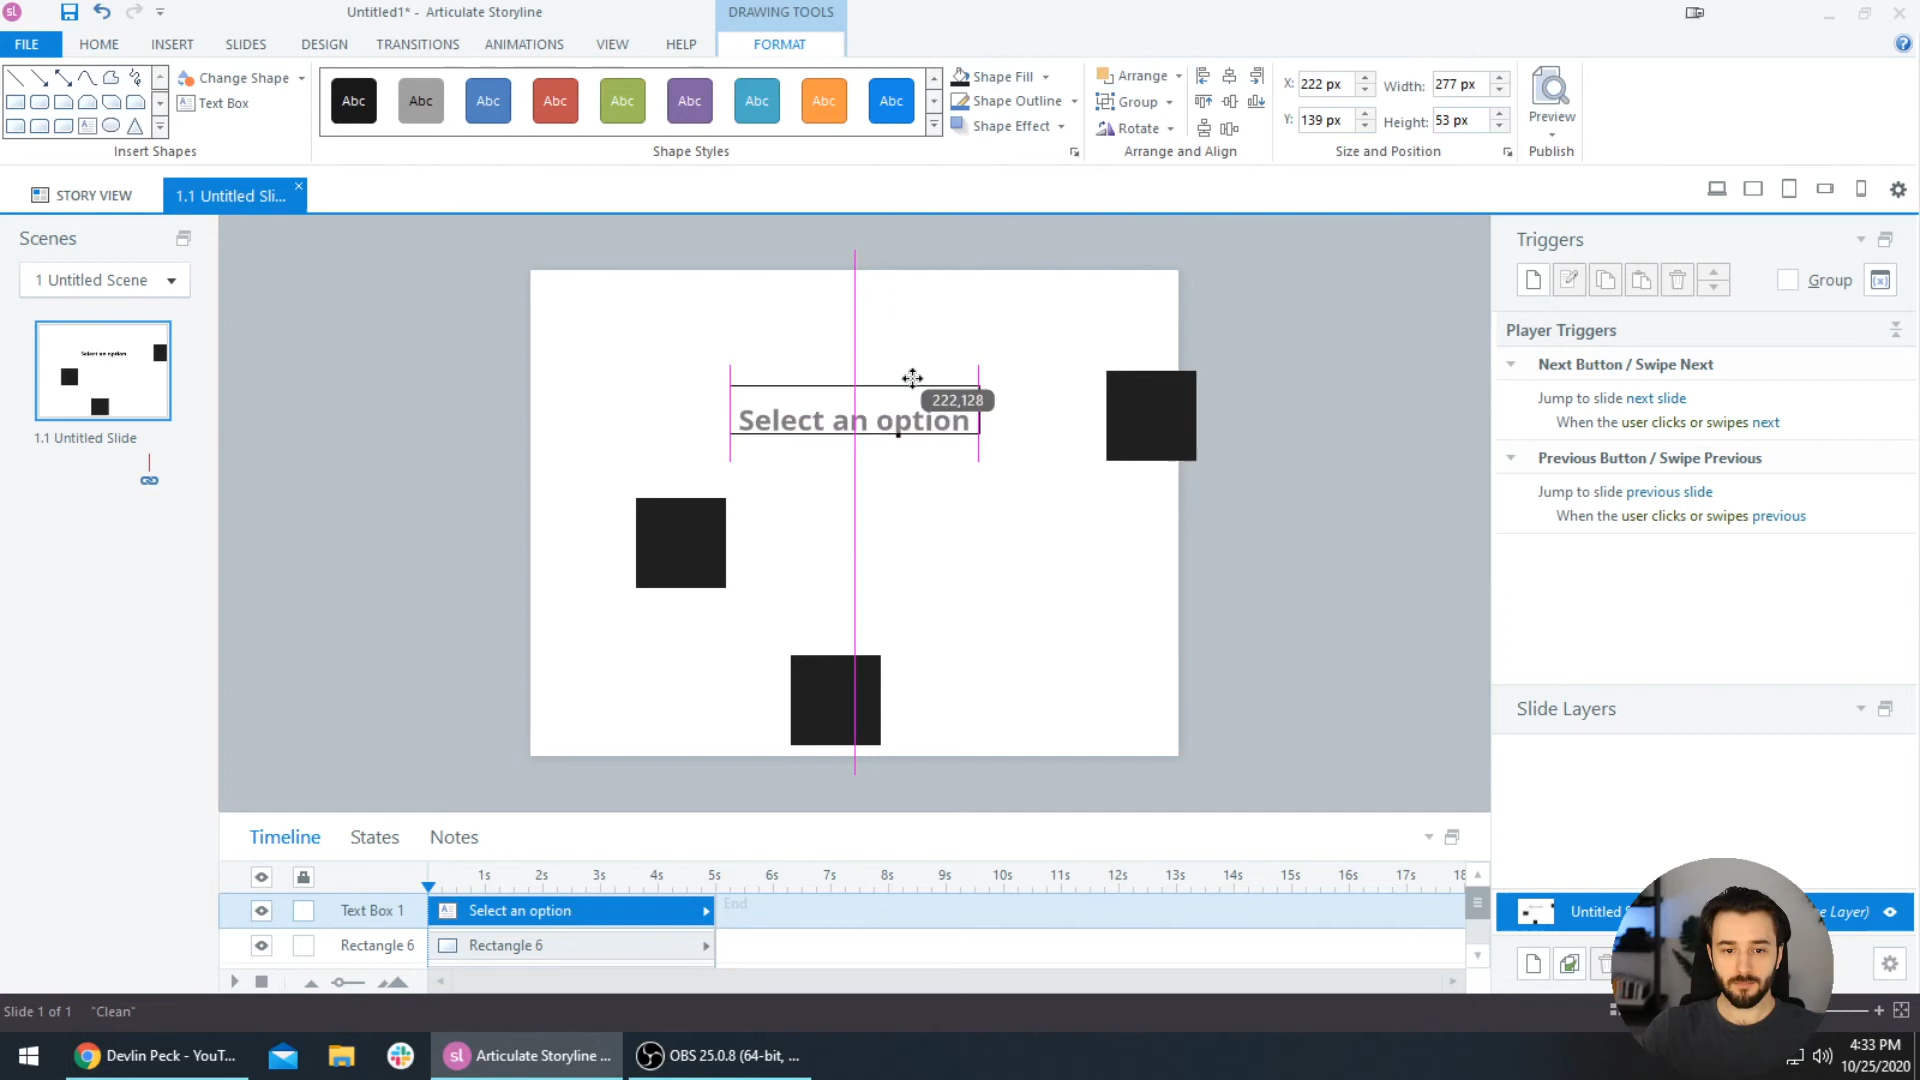 sl
Untitled1* - Articulate Storyline
DRAWING TOOLS
FILE
HOME
INSERT
SLIDES
DESIGN
TRANSITIONS
ANIMATIONS
VIEW
HELP
FORMAT
Change Shape
Text Box
Insert Shapes
Abc
Abc
Abc
Abc
Abc
Abc
Abc
Abc
Abc
Shape Styles
Shape Fill
Shape Outline
Shape Effect
Arrange
Group
Rotate
Arrange and Align
X: 222 px
Width: 277 px
Y: 139 px
Height: 53 px
Size and Position
Preview
Publish
STORY VIEW
1.1 Untitled Sli...
Scenes
1 Untitled Scene
Select an option
1.1 Untitled Slide
222,128
Select an option
Triggers
Group
Player Triggers
Next Button / Swipe Next
Jump to slide next slide
When the user clicks or swipes next
Previous Button / Swipe Previous
Jump to slide previous slide
When the user clicks or swipes previous
Slide Layers
Untitled
e Layer)
Timeline
States
Notes
1s 2s 3s 4s 5s 6s 7s 8s 9s 10s 11s 12s 13s 14s 15s 16s 17s 18
Text Box 1
Select an option
End
Rectangle 6
Rectangle 6
Slide 1 of 1
"Clean"
Devlin Peck - YouT...
sl
Articulate Storyline ...
OBS 25.0.8 (64-bit, ...
4:33 PM
10/25/2020